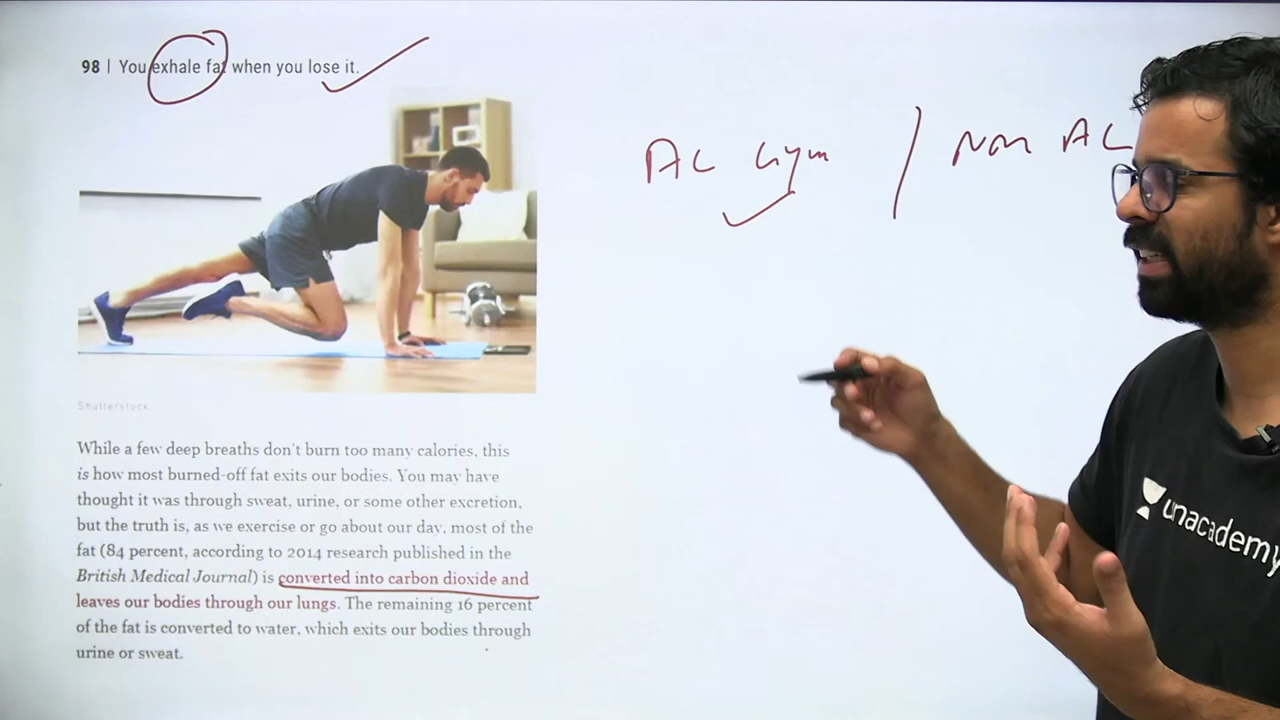 98 | You exhale fat when you lose it.
AC Gym / Non AC
Shutterstock
While a few deep breaths don't burn too many calories, this
is how most burned-off fat exits our bodies. You may have
thought it was through sweat, urine, or some other excretion,
but the truth is, as we exercise or go about our day, most of the
fat (84 percent, according to 2014 research published in the
British Medical Journal) is converted into carbon dioxide and
leaves our bodies through our lungs. The remaining 16 percent
of the fat is converted to water, which exits our bodies through
urine or sweat.
unacademy